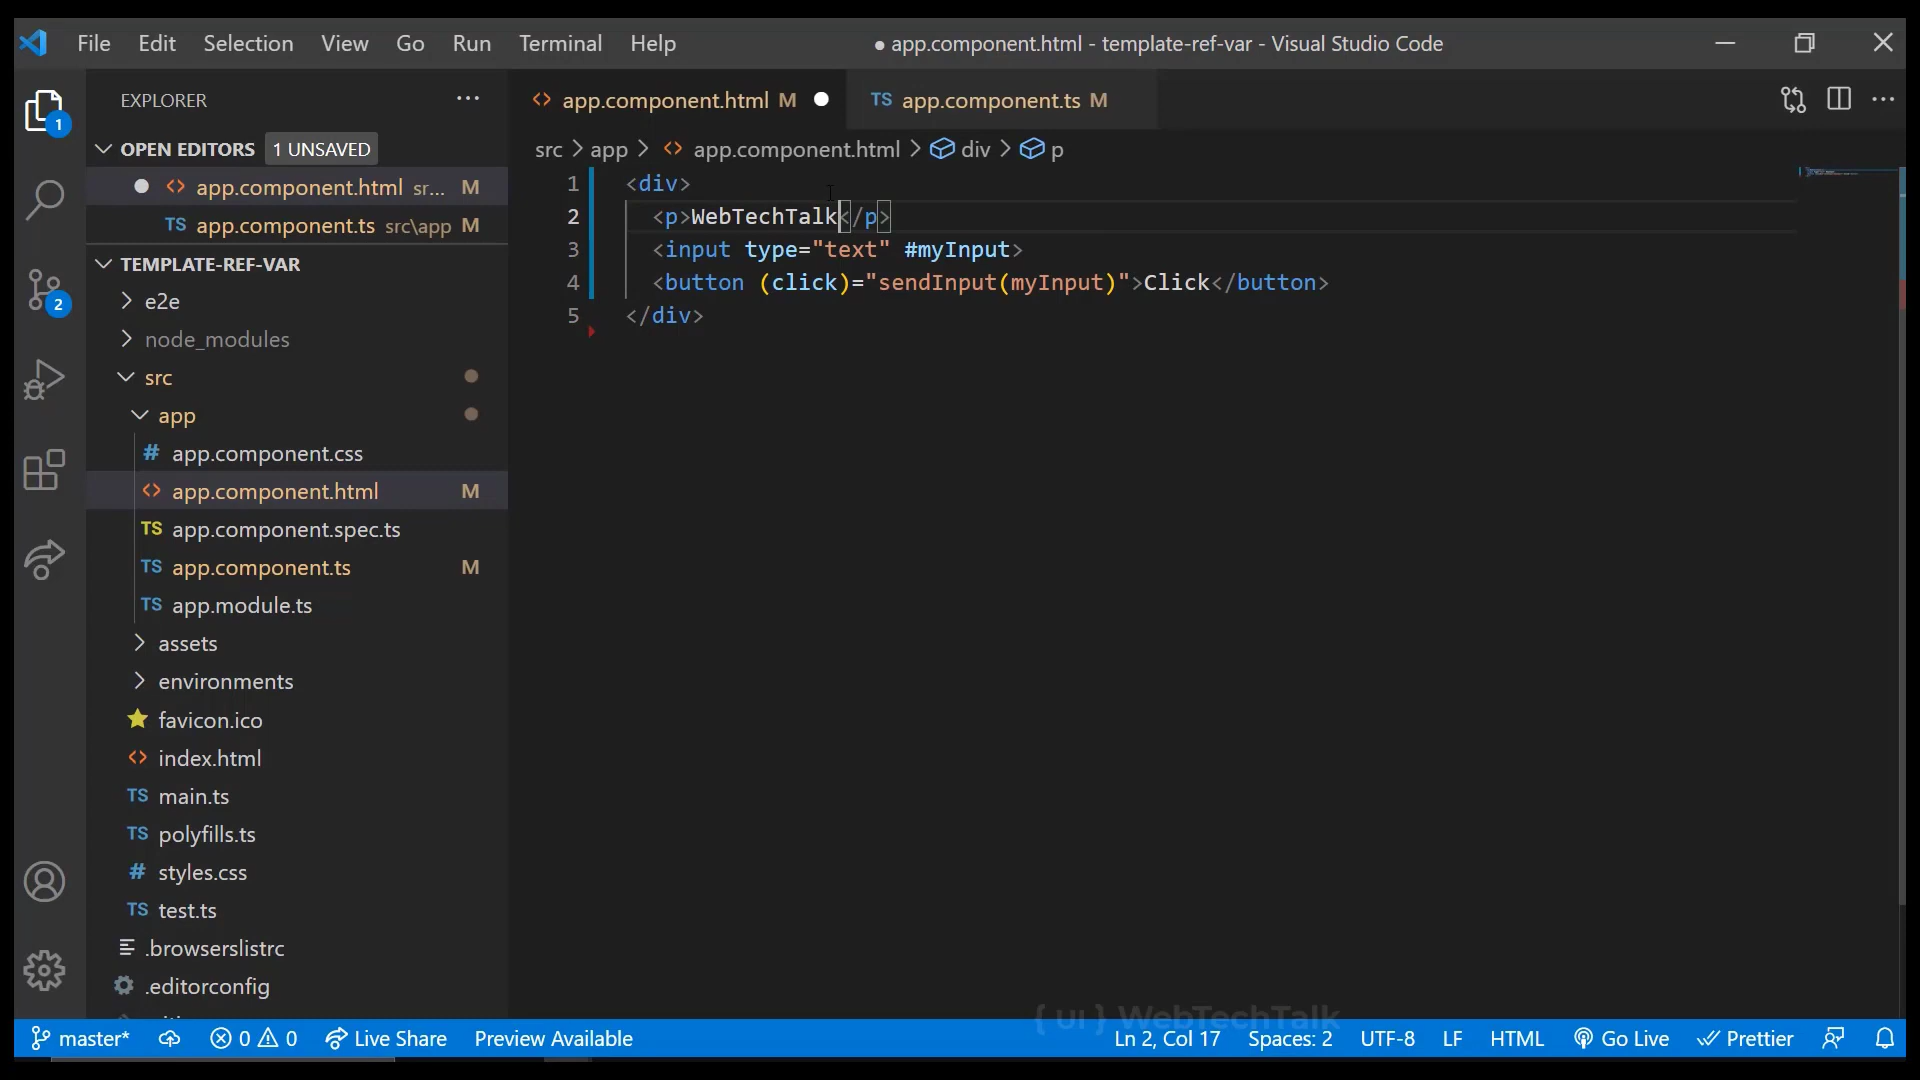 File Edit Selection View Go Run Terminal Help ● app.component.html - template-ref-var - Visual Studio Code
EXPLORER ...
1
OPEN EDITORS 1 UNSAVED
app.component.html sr... M
TS app.component.ts src\app M
TEMPLATE-REF-VAR
e2e
2
node_modules
src
app
# app.component.css
<> app.component.html M
TS app.component.spec.ts
TS app.component.ts M
TS app.module.ts
assets
environments
favicon.ico
<> index.html
TS main.ts
TS polyfills.ts
# styles.css
TS test.ts
.browserslistrc
.editorconfig
<> app.component.html M ● TS app.component.ts M
src > app > <> app.component.html > div > p
1 <div>
2 <p>WebTechTalk</p>
3 <input type="text" #myInput>
4 <button (click)="sendInput(myInput)">Click</button>
5 </div>
{ UI } WebTechTalk
master* 0 0 Live Share Preview Available Ln 2, Col 17 Spaces: 2 UTF-8 LF HTML Go Live Prettier